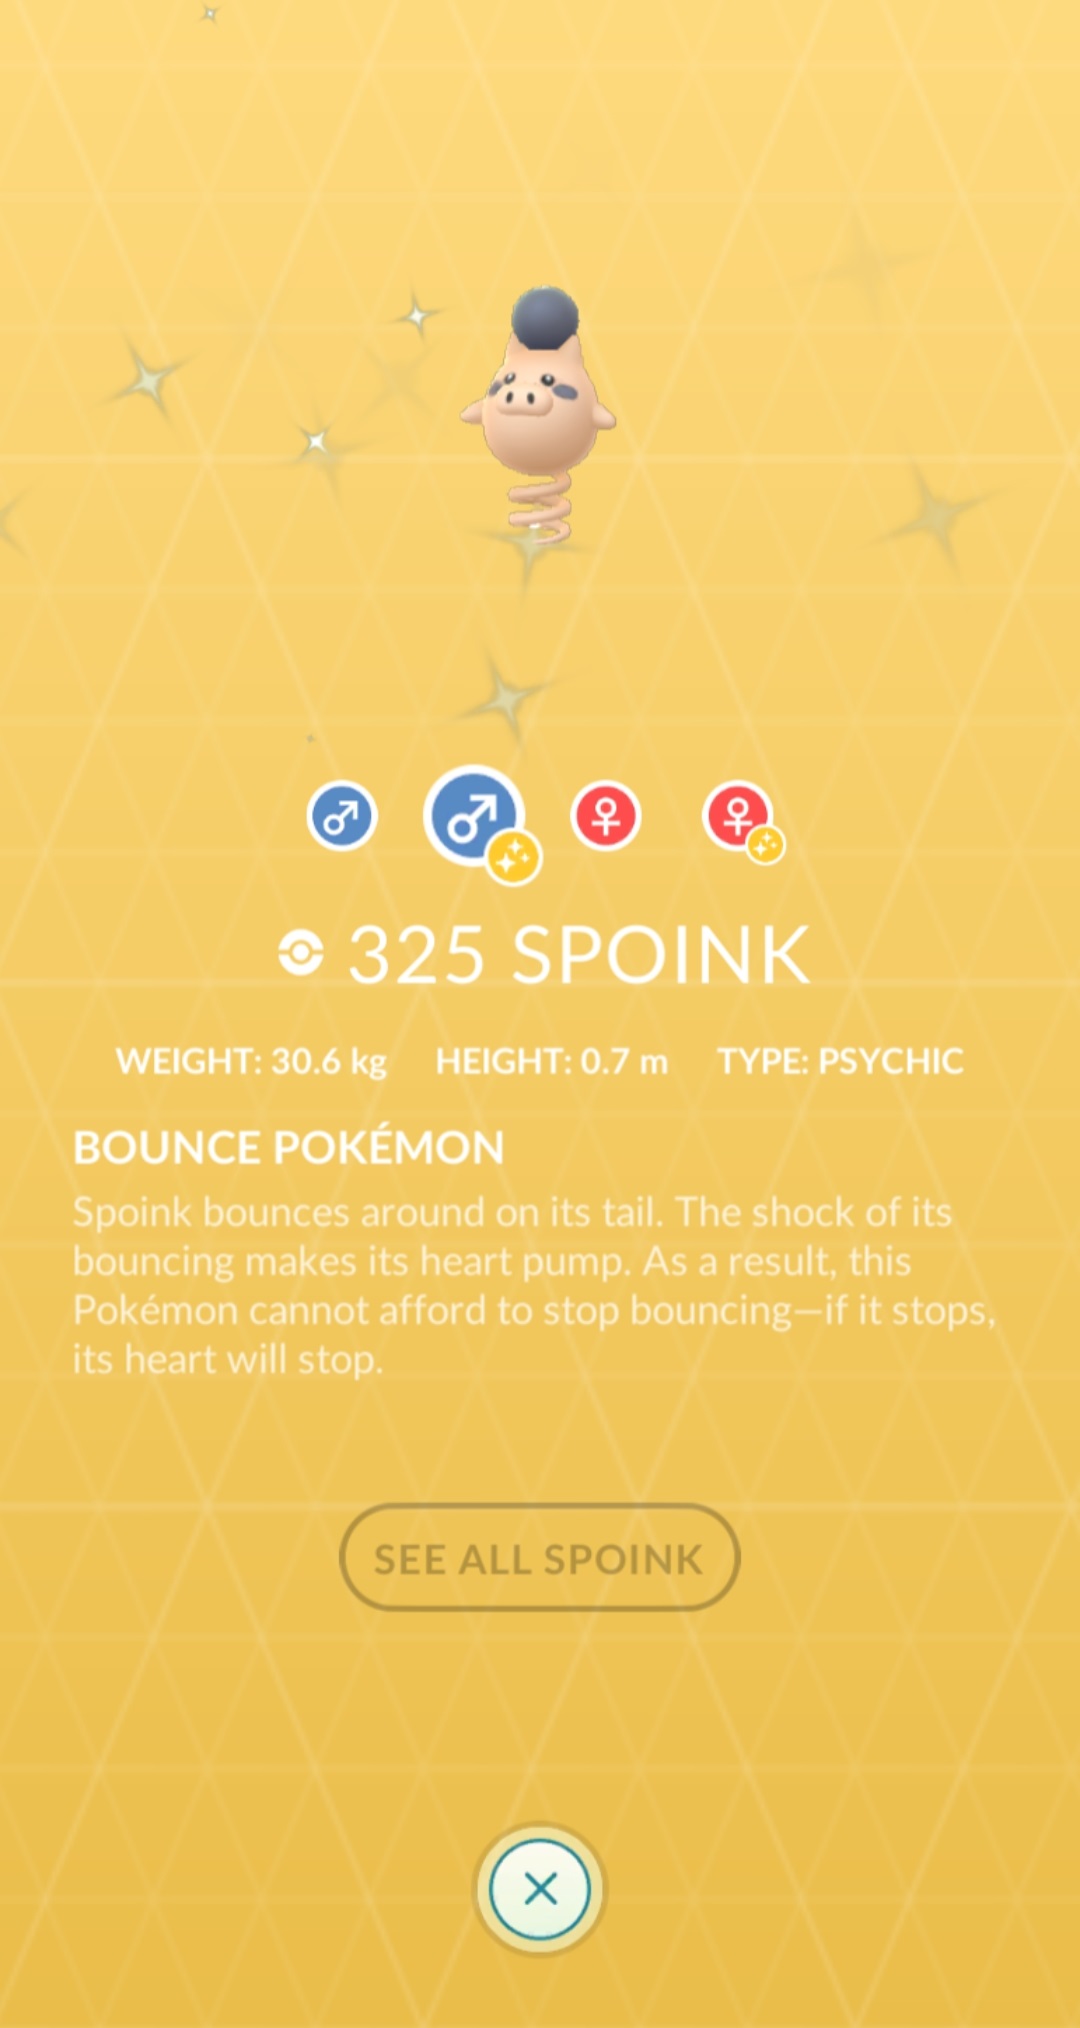 325 SPOINK
WEIGHT: 30.6 kg HEIGHT: 0.7 m TYPE: PSYCHIC
BOUNCE POKÉMON
Spoink bounces around on its tail. The shock of its
bouncing makes its heart pump. As a result, this
Pokémon cannot afford to stop bouncing—if it stops,
its heart will stop.
SEE ALL SPOINK